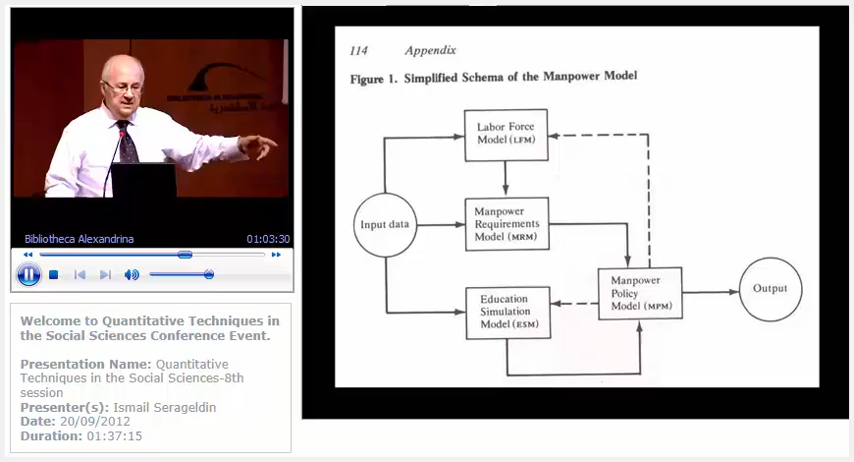 BIBLIOTHECA ALEXANDRINA
Bibliotheca Alexandrina
01:03:30
Welcome to Quantitative Techniques in
the Social Sciences Conference Event.
Presentation Name: Quantitative
Techniques in the Social Sciences-8th
session
Presenter(s): Ismail Serageldin
Date: 20/09/2012
Duration: 01:37:15
114 Appendix
Figure 1. Simplified Schema of the Manpower Model
Labor Force
Model (LFM)
Input data
Manpower
Requirements
Model (MRM)
Education
Simulation
Model (ESM)
Manpower
Policy
Model (MPM)
Output